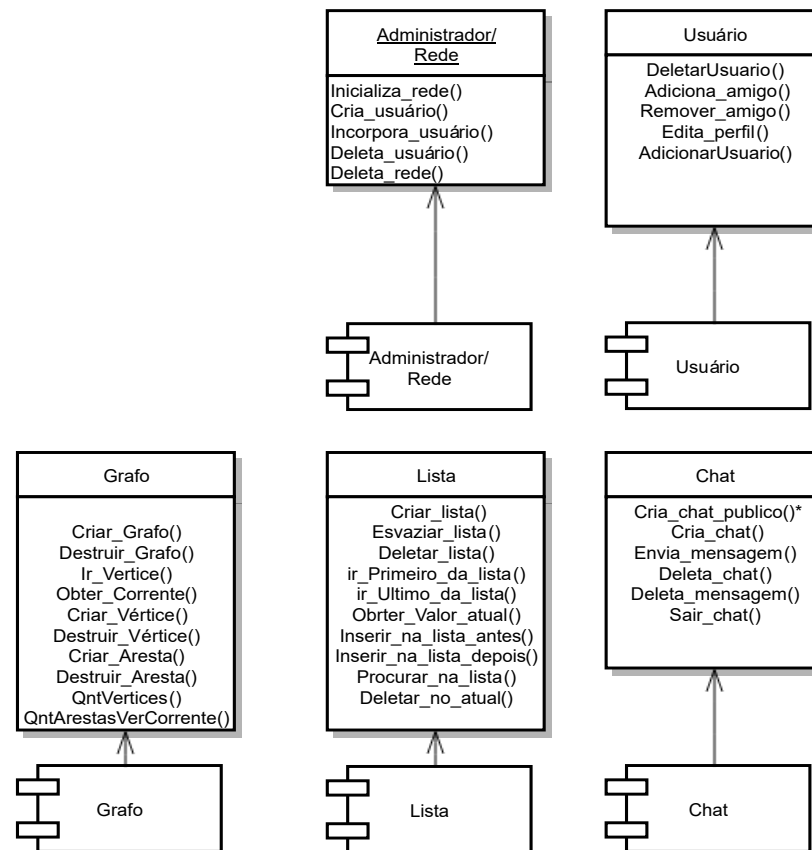 Administrador/
Rede
Inicializa_rede()
Cria_usuário()
Incorpora_usuário()
Deleta_usuário()
Deleta_rede()
Usuário
DeletarUsuario()
Adiciona_amigo()
Remover_amigo()
Edita_perfil()
AdicionarUsuario()
Administrador/
Rede
Usuário
Grafo
Criar_Grafo()
Destruir_Grafo()
Ir_Vertice()
Obter_Corrente()
Criar_Vértice()
Destruir_Vértice()
Criar_Aresta()
Destruir_Aresta()
QntVertices()
QntArestasVerCorrente()
Lista
Criar_lista()
Esvaziar_lista()
Deletar_lista()
ir_Primeiro_da_lista()
ir_Ultimo_da_lista()
Obrter_Valor_atual()
Inserir_na_lista_antes()
Inserir_na_lista_depois()
Procurar_na_lista()
Deletar_no_atual()
Chat
Cria_chat_publico()*
Cria_chat()
Envia_mensagem()
Deleta_chat()
Deleta_mensagem()
Sair_chat()
Grafo
Lista
Chat